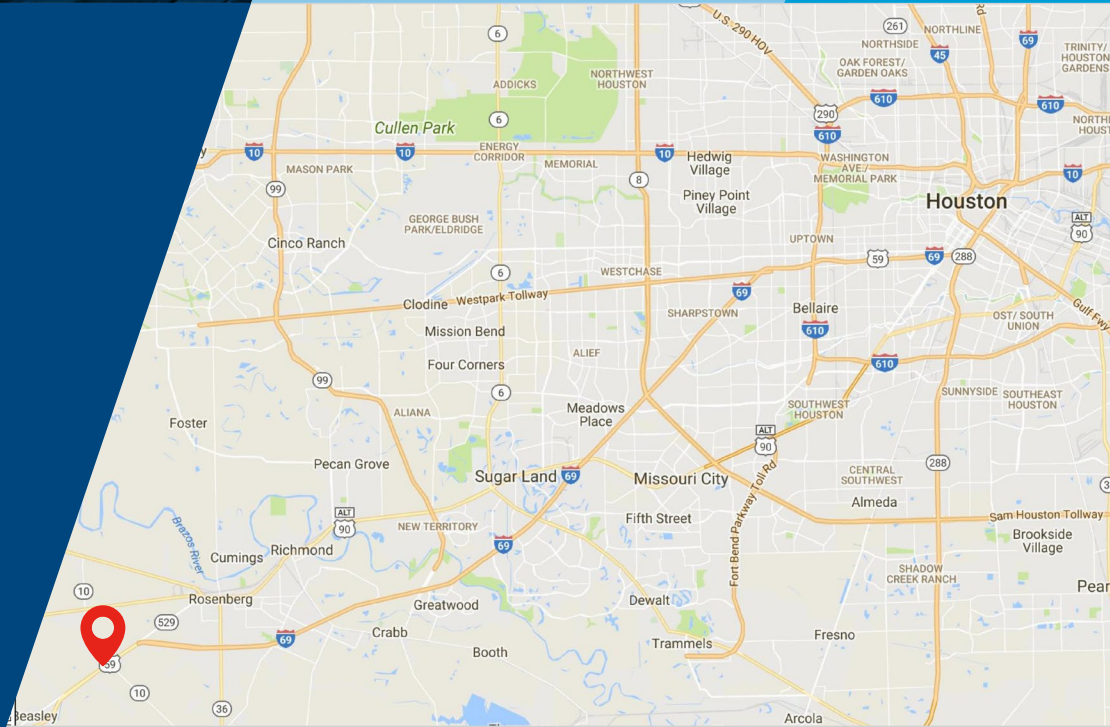 6
U.S. 290 HOV
261
NORTHLINE
69
NORTHSIDE
45
TRINITY/
HOUSTON
GARDENS
OAK FOREST/
GARDEN OAKS
NORTHWEST
HOUSTON
ADDICKS
610
610
290
610
Cullen Park
6
10
10
ENERGY
CORRIDOR
MEMORIAL
10
Hedwig
Village
WASHINGTON
AVE./
MEMORIAL PARK
10
MASON PARK
99
8
Piney Point
Village
Houston
ALT
90
GEORGE BUSH
PARK/ELDRIDGE
Cinco Ranch
UPTOWN
59
69
288
6
WESTCHASE
Clodine
Westpark Tollway
69
Bellaire
SHARPSTOWN
610
OST/ SOUTH
UNION
Gulf Fwy
Mission Bend
Four Corners
ALIEF
610
99
6
SUNNYSIDE
SOUTHEAST
HOUSTON
ALIANA
Meadows
Place
SOUTHWEST
HOUSTON
Foster
ALT
90
Pecan Grove
Sugar Land
69
Missouri City
288
CENTRAL
SOUTHWEST
Almeda
ALT
90
NEW TERRITORY
Fifth Street
Fort Bend Parkway Toll Rd
Sam Houston Tollway
Brookside
Village
Brazos River
Cumings
Richmond
69
SHADOW
CREEK RANCH
10
Rosenberg
Greatwood
Dewalt
529
Crabb
69
Booth
Trammels
Fresno
59
10
36
Beasley
Arcola